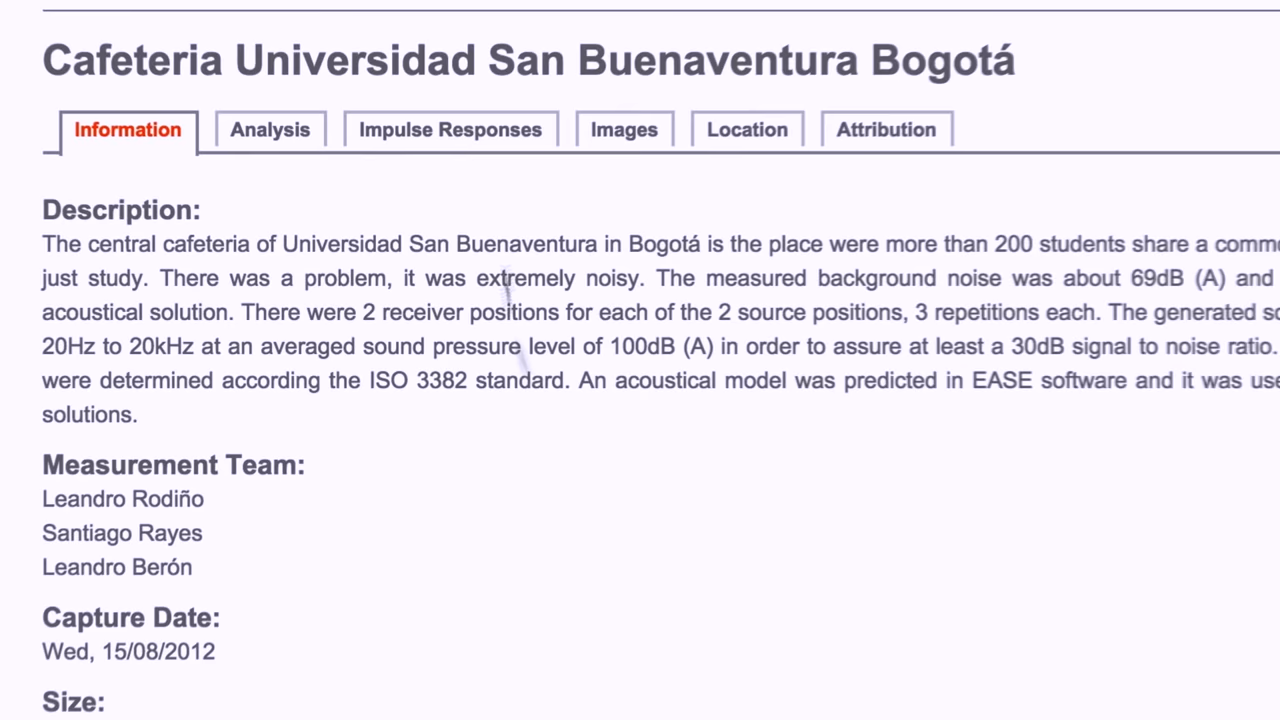 Cafeteria Universidad San Buenaventura Bogotá
Information Analysis Impulse Responses Images Location Attribution
Description:
The central cafeteria of Universidad San Buenaventura in Bogotá is the place were more than 200 students share a
just study. There was a problem, it was extremely noisy. The measured background noise was about 69dB (A) and
acoustical solution. There were 2 receiver positions for each of the 2 source positions, 3 repetitions each. The generated
20Hz to 20kHz at an averaged sound pressure level of 100dB (A) in order to assure at least a 30dB signal to noise ratio.
were determined according the ISO 3382 standard. An acoustical model was predicted in EASE software and it was
solutions.
Measurement Team:
Leandro Rodiño
Santiago Rayes
Leandro Berón
Capture Date:
Wed, 15/08/2012
Size: